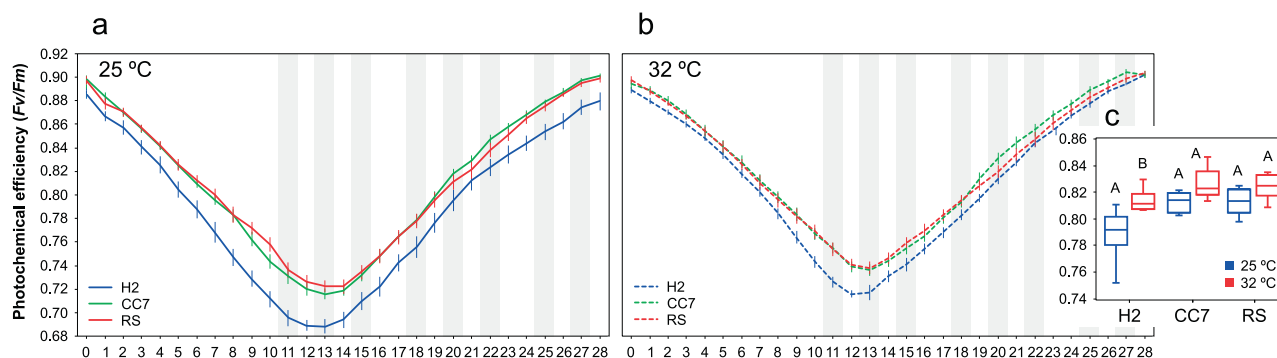 a
25 ºC
Photochemical efficiency (Fv/Fm)
0.92
0.90
0.88
0.86
0.84
0.82
0.80
0.78
0.76
0.74
0.72
0.70
0.68
H2
CC7
RS
0 1 2 3 4 5 6 7 8 9 10 11 12 13 14 15 16 17 18 19 20 21 22 23 24 25 26 27 28
b
32 ºC
H2
CC7
RS
0 1 2 3 4 5 6 7 8 9 10 11 12 13 14 15 16 17 18 19 20 21 22 23 24 25 26 27 28
c
0.86
0.84
0.82
0.80
0.78
0.76
0.74
A B A A A A
25 ºC
32 ºC
H2 CC7 RS